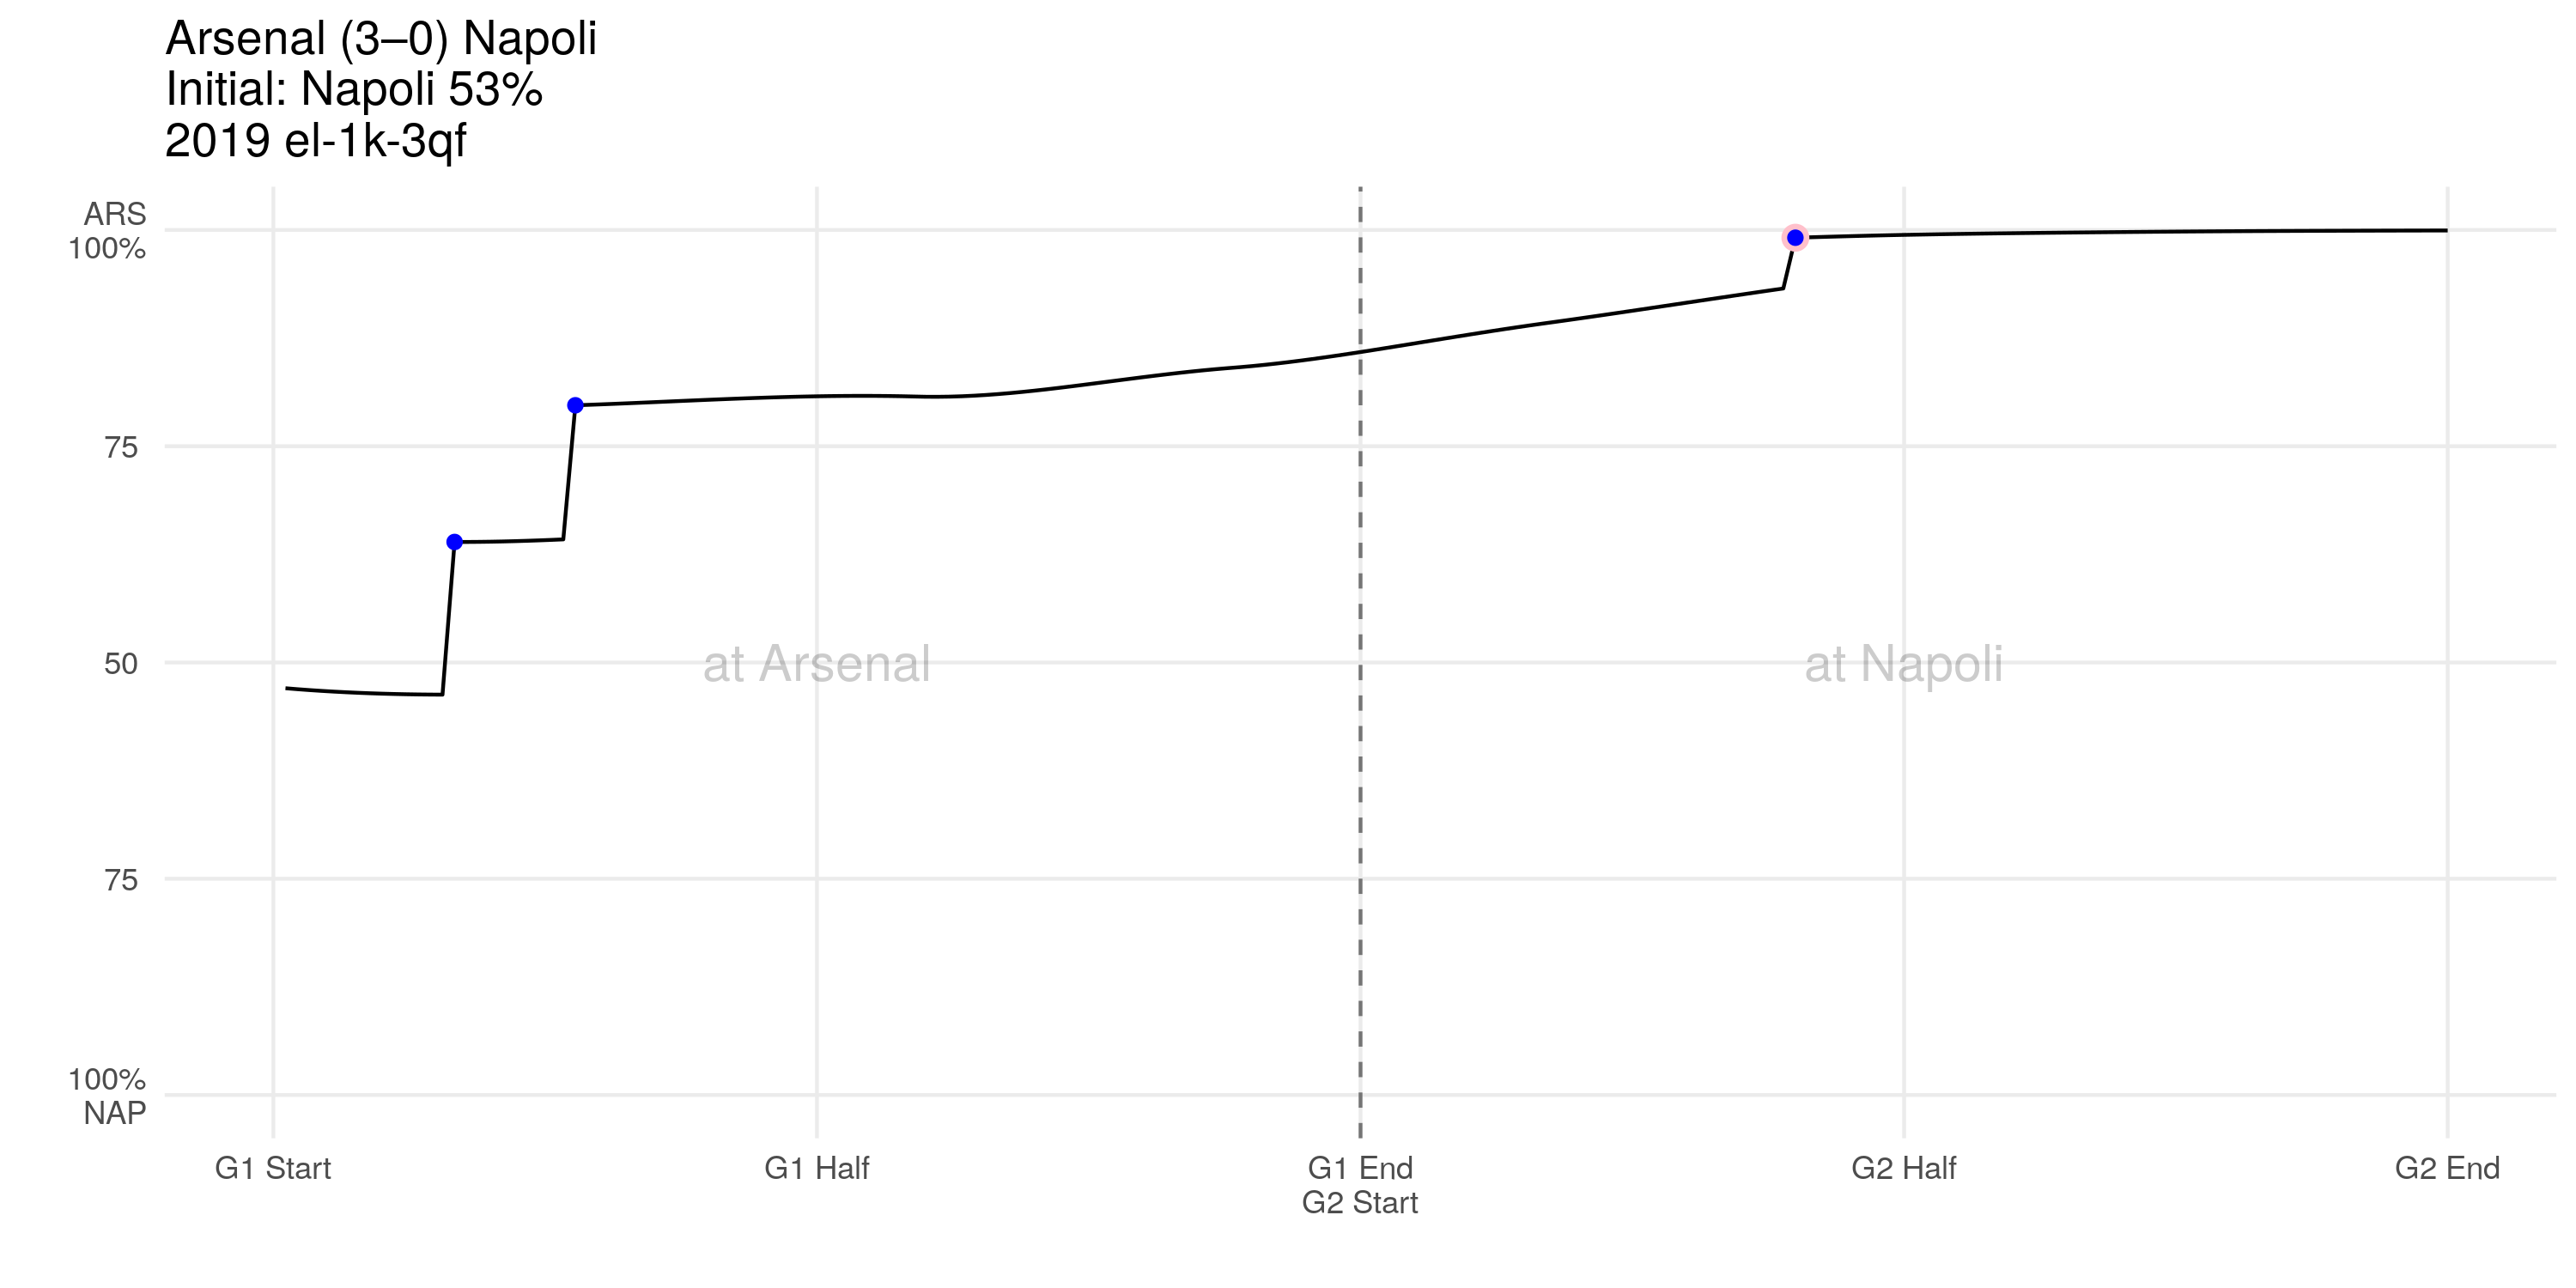 Arsenal (3–0) Napoli
Initial: Napoli 53%
2019 el-1k-3qf
ARS
100%
75
50
75
100%
NAP
at Arsenal
at Napoli
G1 Start
G1 Half
G1 End
G2 Start
G2 Half
G2 End